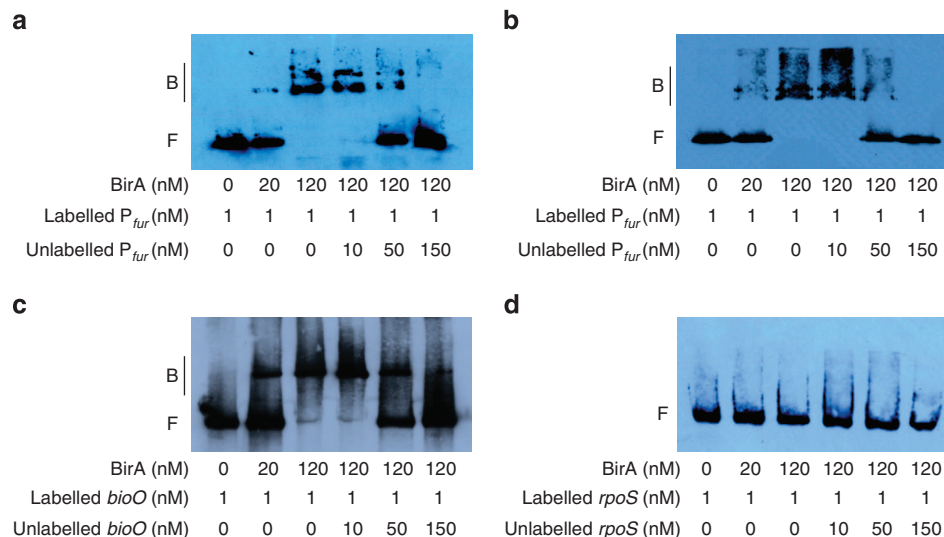 a
B
F
BirA (nM) 0 20 120 120 120 120
Labelled Pfur (nM) 1 1 1 1 1 1
Unlabelled Pfur (nM) 0 0 0 10 50 150
b
B
F
BirA (nM) 0 20 120 120 120 120
Labelled Pfur (nM) 1 1 1 1 1 1
Unlabelled Pfur (nM) 0 0 0 10 50 150
c
B
F
BirA (nM) 0 20 120 120 120 120
Labelled bioO (nM) 1 1 1 1 1 1
Unlabelled bioO (nM) 0 0 0 10 50 150
d
F
BirA (nM) 0 20 120 120 120 120
Labelled rpoS (nM) 1 1 1 1 1 1
Unlabelled rpoS (nM) 0 0 0 10 50 150